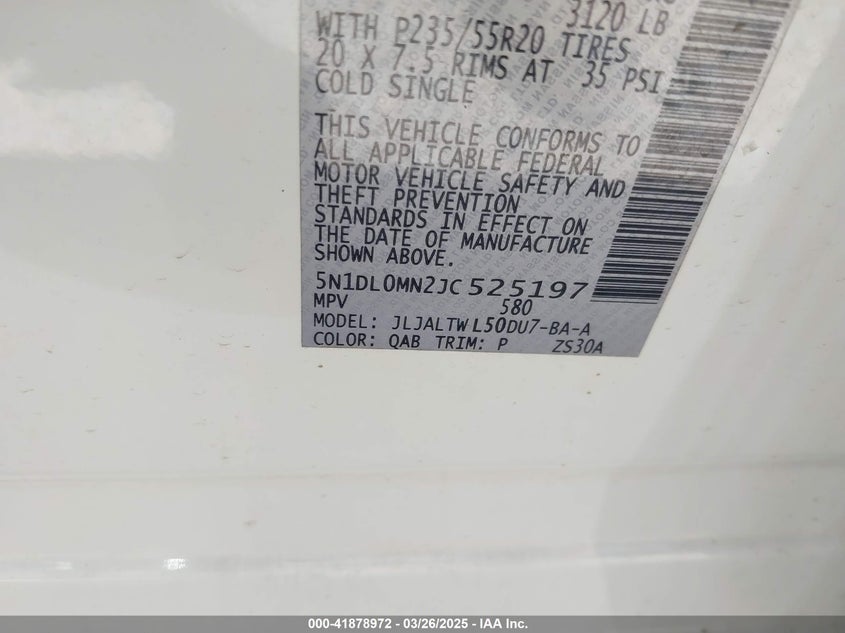 3120 LB
WITH P235/55R20 TIRES
20 X 7.5 RIMS AT 35 PSI
COLD SINGLE
THIS VEHICLE CONFORMS TO
ALL APPLICABLE FEDERAL
MOTOR VEHICLE SAFETY AND
THEFT PREVENTION
STANDARDS IN EFFECT ON
THE DATE OF MANUFACTURE
SHOWN ABOVE.
5N1DL0MN2JC525197
MPV 580
MODEL: JLJALTWL50DU7-BA-A
COLOR: QAB TRIM: P ZS30A
000-41878972 | 03/26/2025 - IAA Inc.